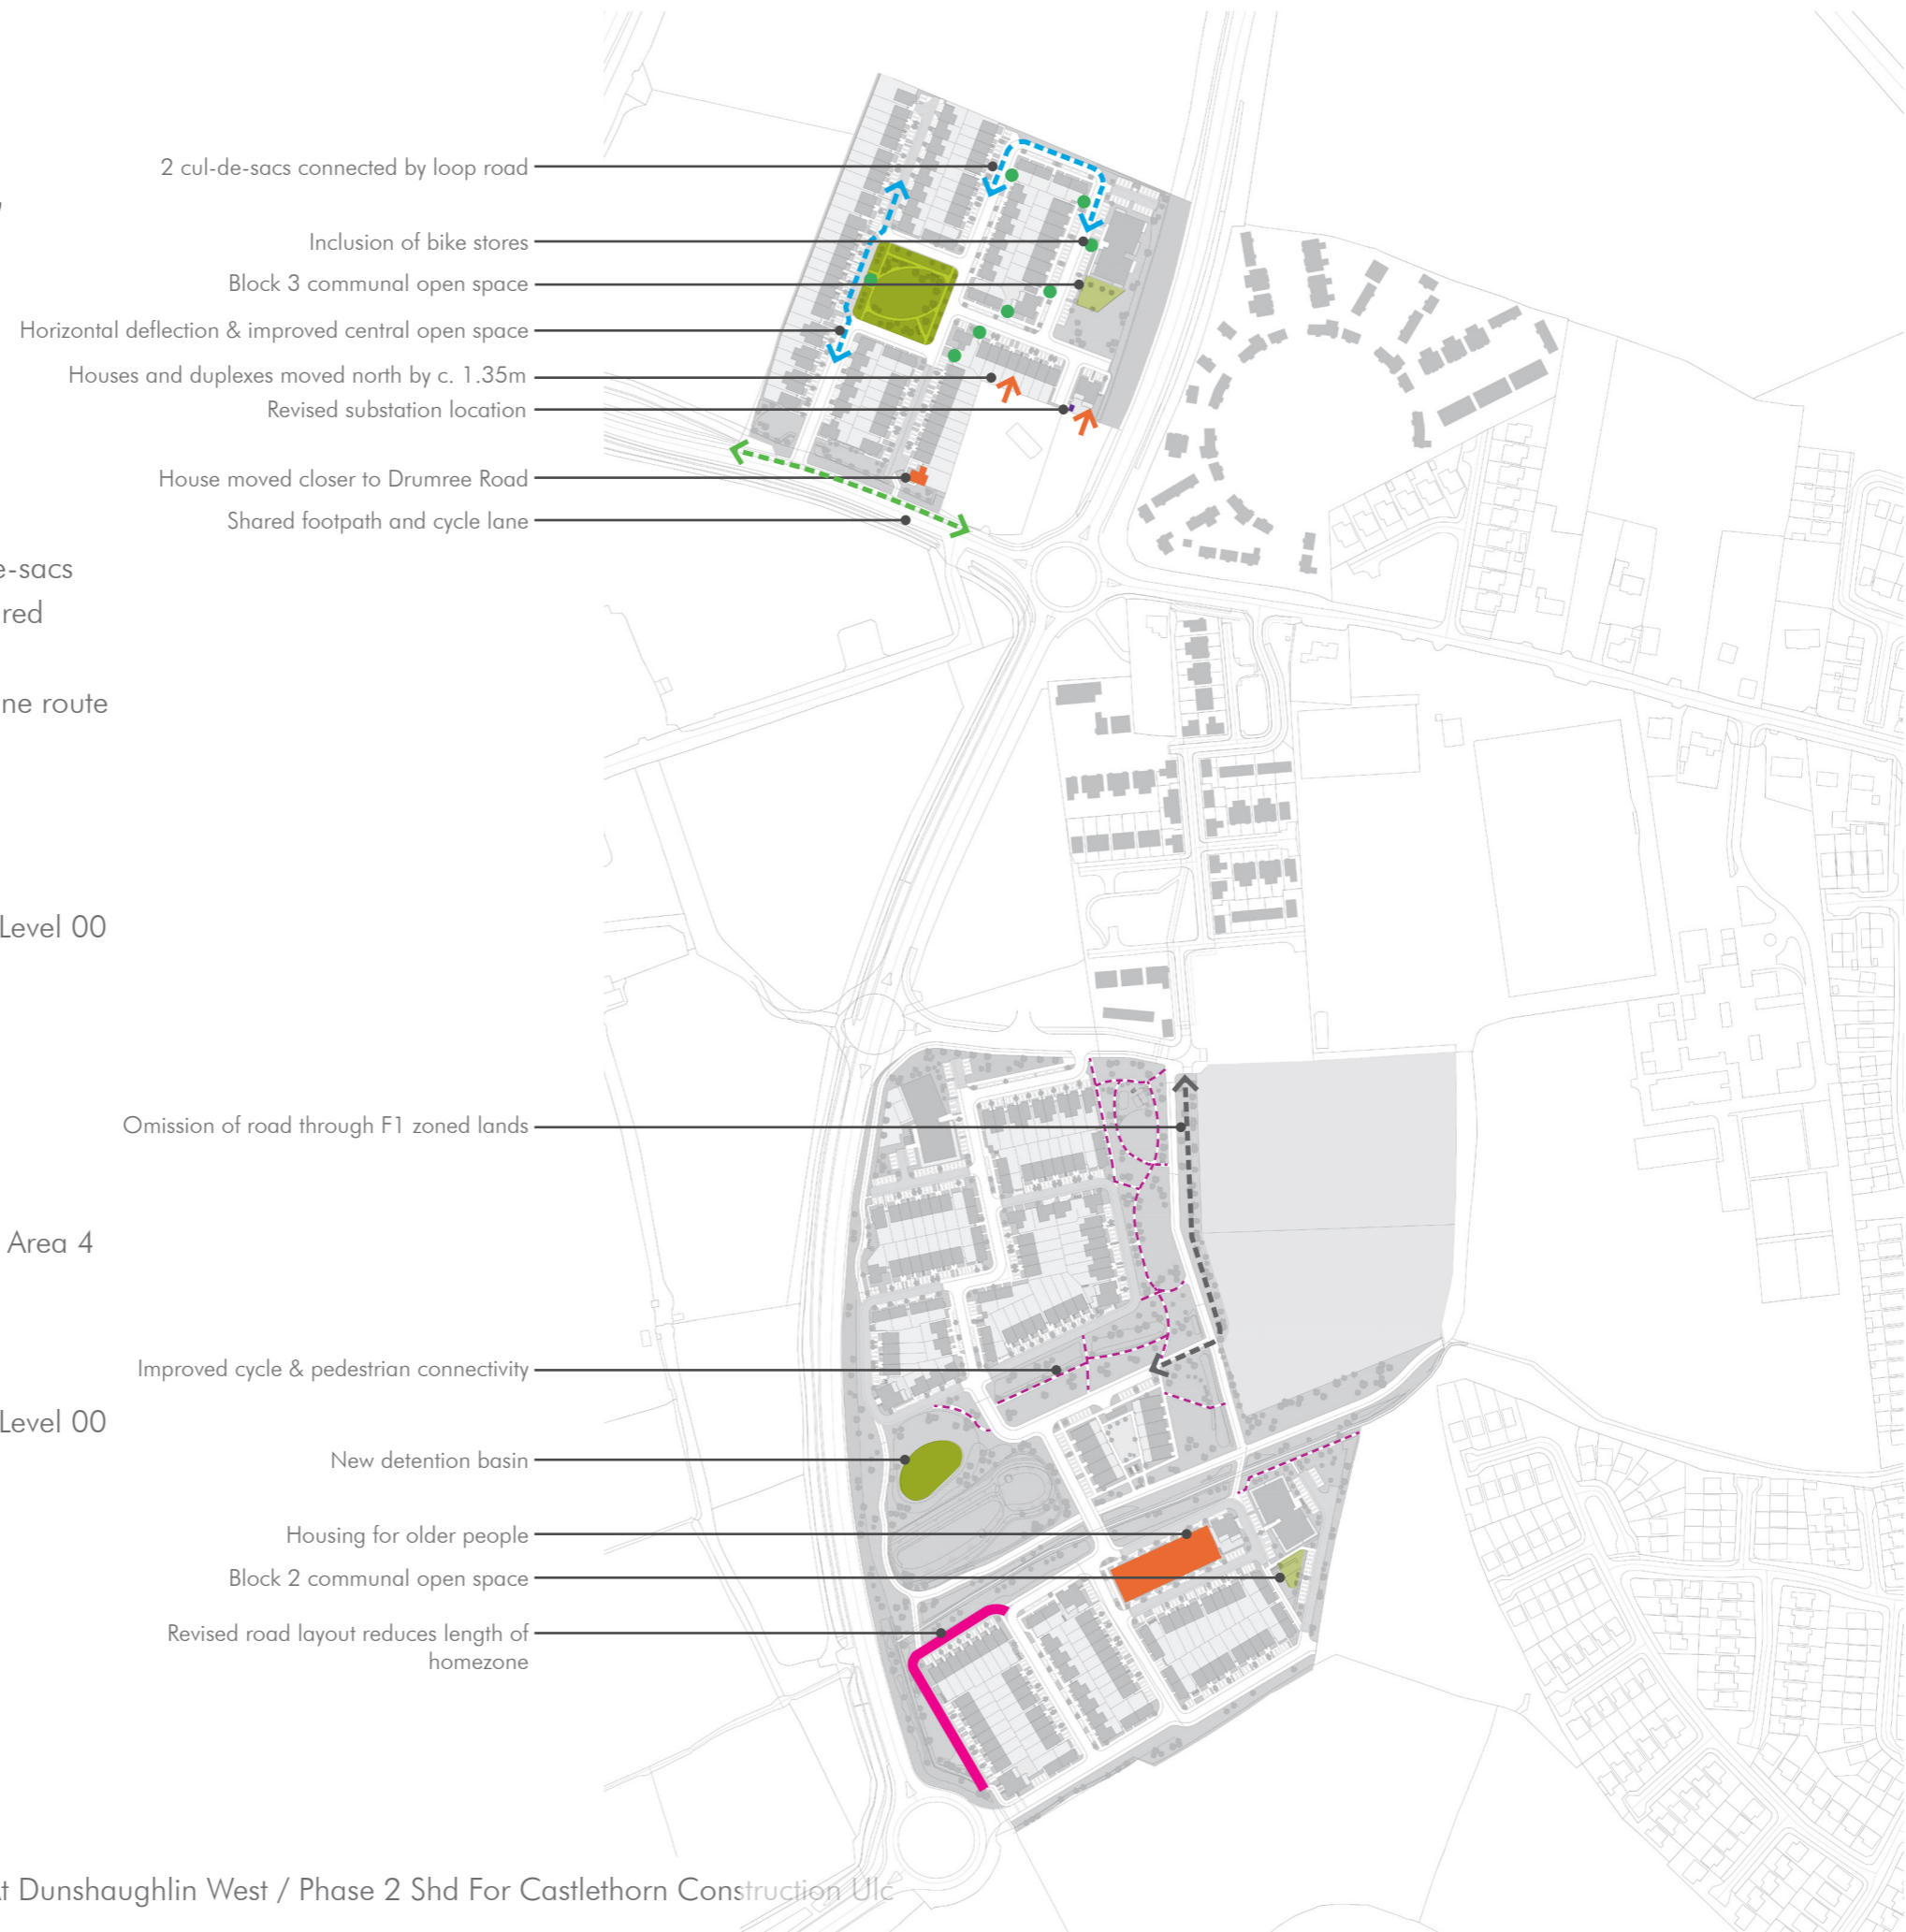 2 cul-de-sacs connected by loop road
Inclusion of bike stores
Block 3 communal open space
Horizontal deflection & improved central open space
Houses and duplexes moved north by c. 1.35m
Revised substation location
House moved closer to Drumree Road
Shared footpath and cycle lane
e-sacs
red
ne route
Level 00
Omission of road through F1 zoned lands
Area 4
Improved cycle & pedestrian connectivity
Level 00
New detention basin
Housing for older people
Block 2 communal open space
Revised road layout reduces length of
homezone
At Dunshaughlin West / Phase 2 Shd For Castlethorn Construction Ulc